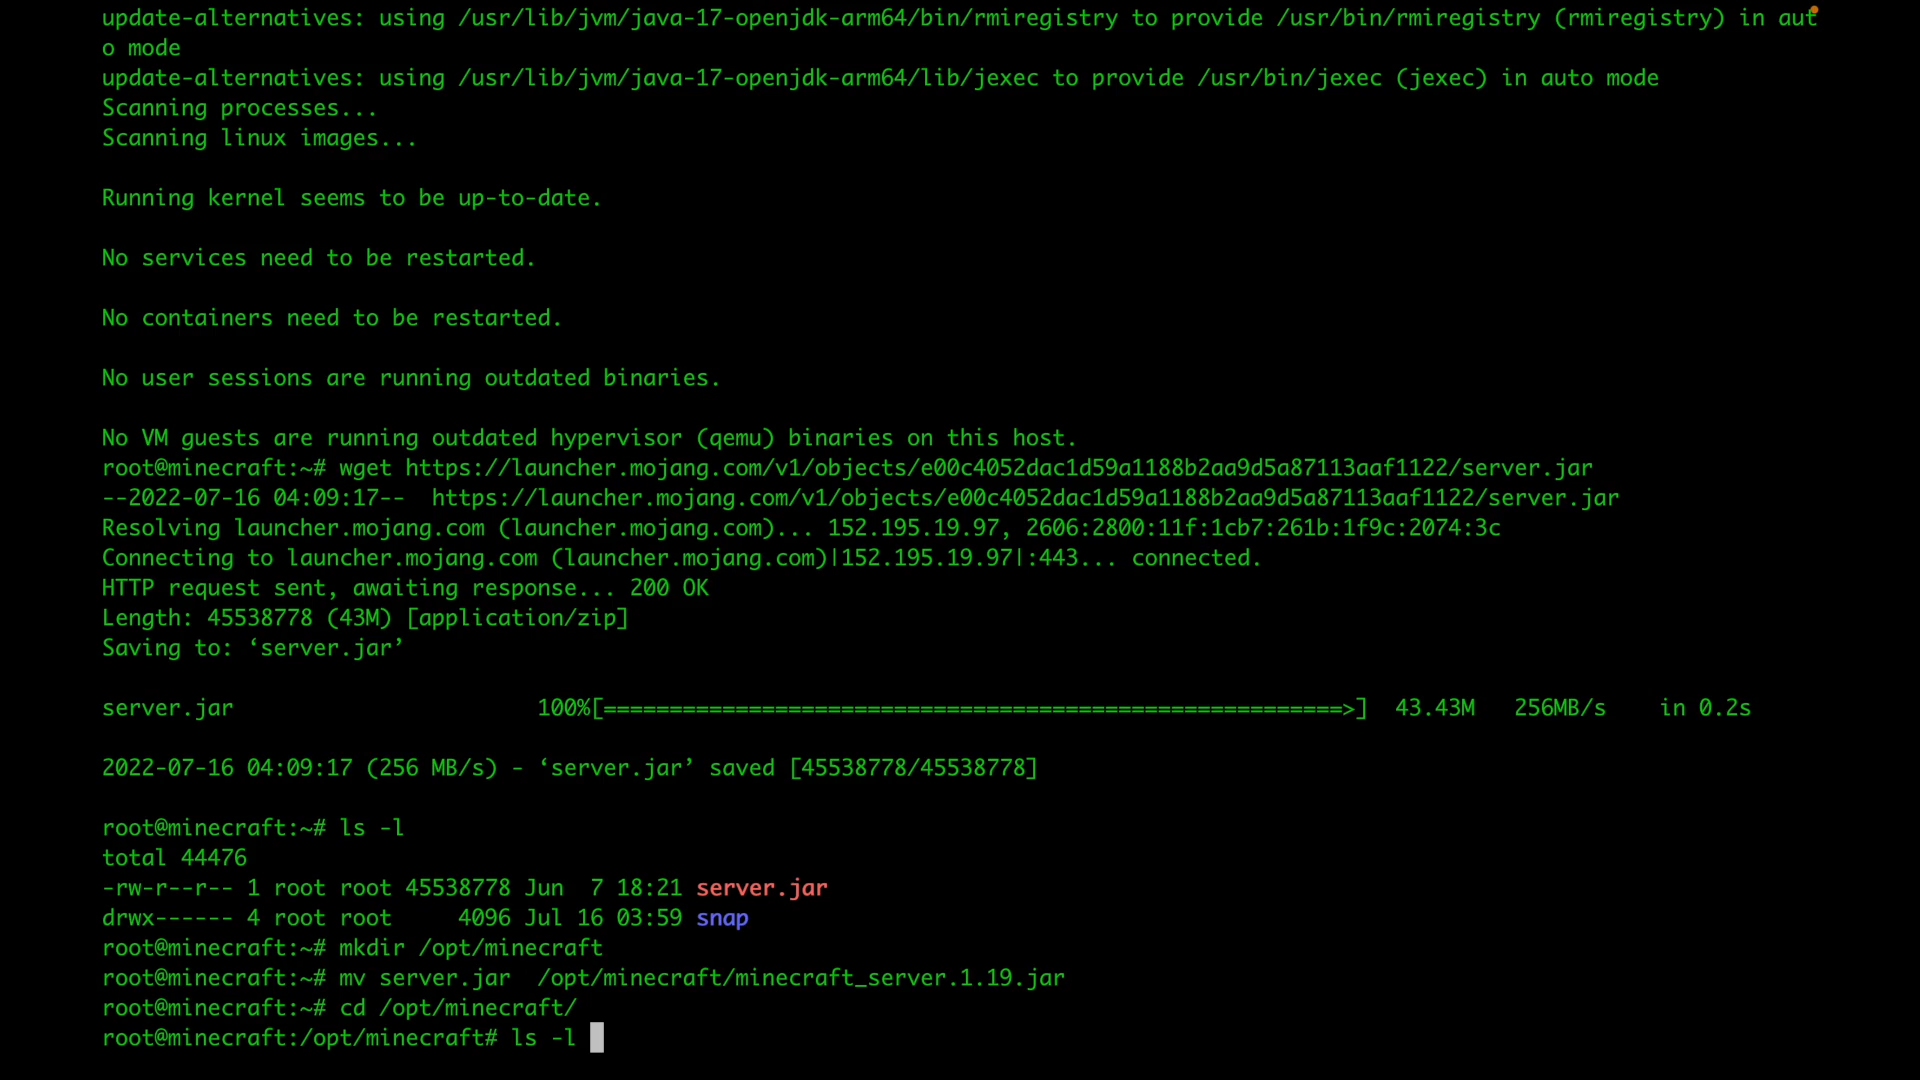 update-alternatives: using /usr/lib/jvm/java-17-openjdk-arm64/bin/rmiregistry to provide /usr/bin/rmiregistry (rmiregistry) in aut
o mode
update-alternatives: using /usr/lib/jvm/java-17-openjdk-arm64/lib/jexec to provide /usr/bin/jexec (jexec) in auto mode
Scanning processes...
Scanning linux images...
Running kernel seems to be up-to-date.
No services need to be restarted.
No containers need to be restarted.
No user sessions are running outdated binaries.
No VM guests are running outdated hypervisor (qemu) binaries on this host.
root@minecraft:~# wget https://launcher.mojang.com/v1/objects/e00c4052dac1d59a1188b2aa9d5a87113aaf1122/server.jar
--2022-07-16 04:09:17--  https://launcher.mojang.com/v1/objects/e00c4052dac1d59a1188b2aa9d5a87113aaf1122/server.jar
Resolving launcher.mojang.com (launcher.mojang.com)... 152.195.19.97, 2606:2800:11f:1cb7:261b:1f9c:2074:3c
Connecting to launcher.mojang.com (launcher.mojang.com)|152.195.19.97|:443... connected.
HTTP request sent, awaiting response... 200 OK
Length: 45538778 (43M) [application/zip]
Saving to: ‘server.jar’
server.jar                       100%[========================================================>]  43.43M   256MB/s    in 0.2s
2022-07-16 04:09:17 (256 MB/s) - ‘server.jar’ saved [45538778/45538778]
root@minecraft:~# ls -l
total 44476
-rw-r--r-- 1 root root 45538778 Jun  7 18:21 server.jar
drwx------ 4 root root     4096 Jul 16 03:59 snap
root@minecraft:~# mkdir /opt/minecraft
root@minecraft:~# mv server.jar  /opt/minecraft/minecraft_server.1.19.jar
root@minecraft:~# cd /opt/minecraft/
root@minecraft:/opt/minecraft# ls -l